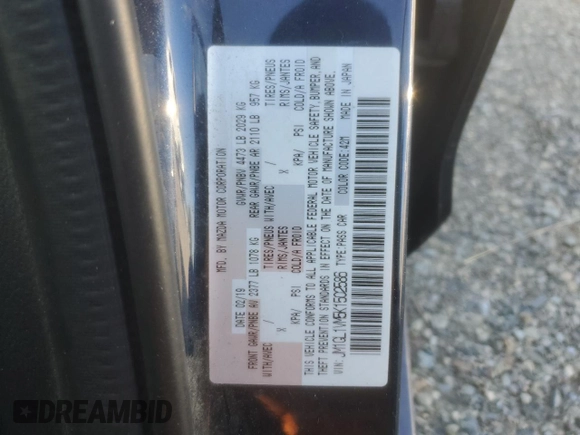 MFD. BY MAZDA MOTOR CORPORATION
DATE 02/19 GVWR/PNBV 4473 LB 2029 KG
FRONT GAWR/PNBE AV 2377 LB 1078 KG REAR GAWR/PNBE AR 2110 LB 957 KG
WITH/AVEC / TIRES/PNEUS WITH/AVEC / TIRES/PNEUS
X RIMS/JANTES X RIMS/JANTES
KPA/ PSI COLD/A FROID KPA/ PSI COLD/A FROID
THIS VEHICLE CONFORMS TO ALL APPLICABLE FEDERAL MOTOR VEHICLE SAFETY, BUMPER, AND
THEFT PREVENTION STANDARDS IN EFFECT ON THE DATE OF MANUFACTURE SHOWN ABOVE.
VIN: JM1GL1VM5K1502586 TYPE: PASS CAR COLOR CODE: 42M MADE IN JAPAN
DREAMBID